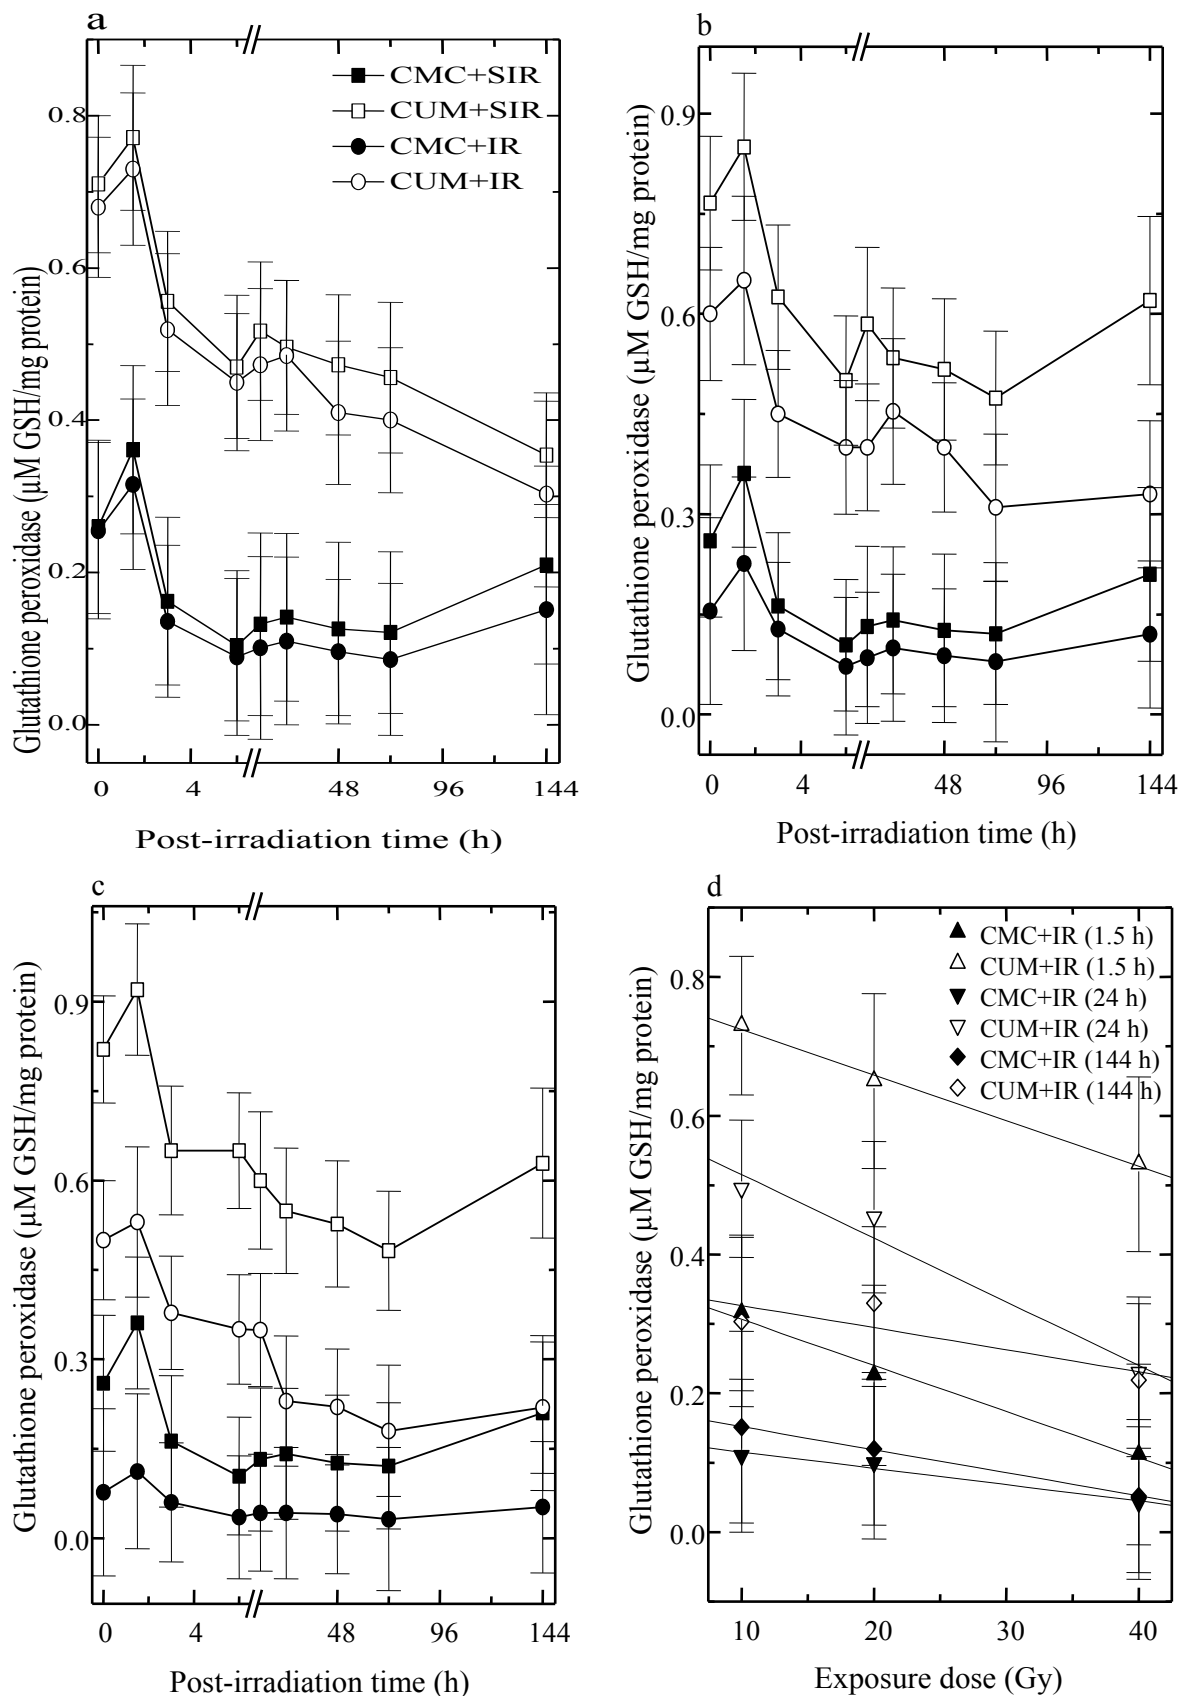 a
CMC+SIR
CUM+SIR
CMC+IR
CUM+IR
Glutathione peroxidase (µM GSH/mg protein)
0.8
0.6
0.4
0.2
0.0
0 4 48 96 144
Post-irradiation time (h)
b
Glutathione peroxidase (µM GSH/mg protein)
0.9
0.6
0.3
0.0
0 4 48 96 144
Post-irradiation time (h)
c
Glutathione peroxidase (µM GSH/mg protein)
0.9
0.6
0.3
0.0
0 4 48 96 144
Post-irradiation time (h)
d
CMC+IR (1.5 h)
CUM+IR (1.5 h)
CMC+IR (24 h)
CUM+IR (24 h)
CMC+IR (144 h)
CUM+IR (144 h)
Glutathione peroxidase (µM GSH/mg protein)
0.8
0.6
0.4
0.2
0.0
10 20 30 40
Exposure dose (Gy)